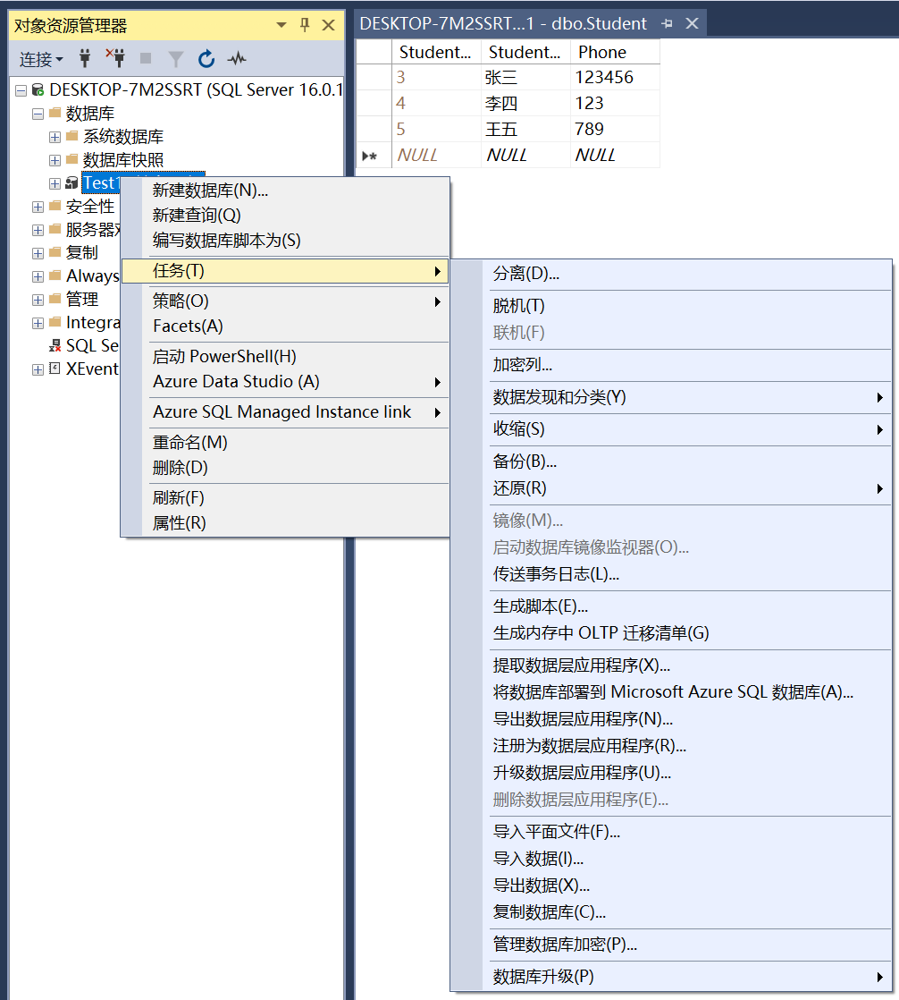 对象资源管理器
连接
DESKTOP-7M2SSRT (SQL Server 16.0.1
数据库
系统数据库
数据库快照
Test1
安全性
服务器
复制
Always
管理
Integra
SQL Se
XEvent
DESKTOP-7M2SSRT...1 - dbo.Student
Student... Student... Phone
3 张三 123456
4 李四 123
5 王五 789
NULL NULL NULL
新建数据库(N)...
新建查询(Q)
编写数据库脚本为(S)
任务(T)
策略(O)
Facets(A)
启动 PowerShell(H)
Azure Data Studio (A)
Azure SQL Managed Instance link
重命名(M)
删除(D)
刷新(F)
属性(R)
分离(D)...
脱机(T)
联机(F)
加密列...
数据发现和分类(Y)
收缩(S)
备份(B)...
还原(R)
镜像(M)...
启动数据库镜像监视器(O)...
传送事务日志(L)...
生成脚本(E)...
生成内存中 OLTP 迁移清单(G)
提取数据层应用程序(X)...
将数据库部署到 Microsoft Azure SQL 数据库(A)...
导出数据层应用程序(N)...
注册为数据层应用程序(R)...
升级数据层应用程序(U)...
删除数据层应用程序(E)...
导入平面文件(F)...
导入数据(I)...
导出数据(X)...
复制数据库(C)...
管理数据库加密(P)...
数据库升级(P)